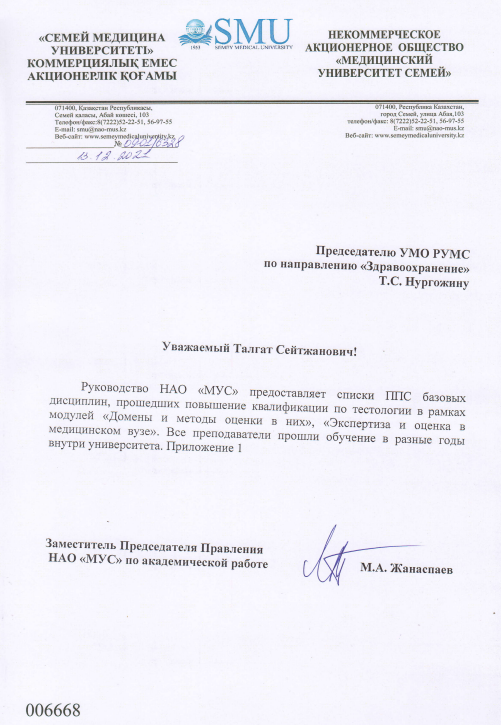 «СЕМЕЙ МЕДИЦИНА
УНИВЕРСИТЕТІ»
КОММЕРЦИЯЛЫҚ ЕМЕС
АКЦИОНЕРЛІК ҚОҒАМЫ
SMU
1953
SEMEY MEDICAL UNIVERSITY
НЕКОММЕРЧЕСКОЕ
АКЦИОНЕРНОЕ ОБЩЕСТВО
«МЕДИЦИНСКИЙ
УНИВЕРСИТЕТ СЕМЕЙ»
071400, Қазақстан Республикасы,
Семей қаласы, Абай көшесі, 103
Телефон/факс:8(7222)52-22-51, 56-97-55
E-mail: smu@nao-mus.kz
Веб-сайт: www.semeymedicaluniversity.kz
071400, Республика Казахстан,
город Семей, улица Абая,103
телефон/факс: 8(7222)52-22-51, 56-97-55
E-mail: smu@nao-mus.kz
Веб-сайт: www.semeymedicaluniversity.kz
№ 0401/0328
13.12.2021
Председателю УМО РУМС
по направлению «Здравоохранение»
Т.С. Нургожину
Уважаемый Талгат Сейтжанович!
Руководство НАО «МУС» предоставляет списки ППС базовых
дисциплин, прошедших повышение квалификации по тестологии в рамках
модулей «Домены и методы оценки в них», «Экспертиза и оценка в
медицинском вузе». Все преподаватели прошли обучение в разные годы
внутри университета. Приложение 1
Заместитель Председателя Правления
НАО «МУС» по академической работе
М.А. Жанаспаев
006668